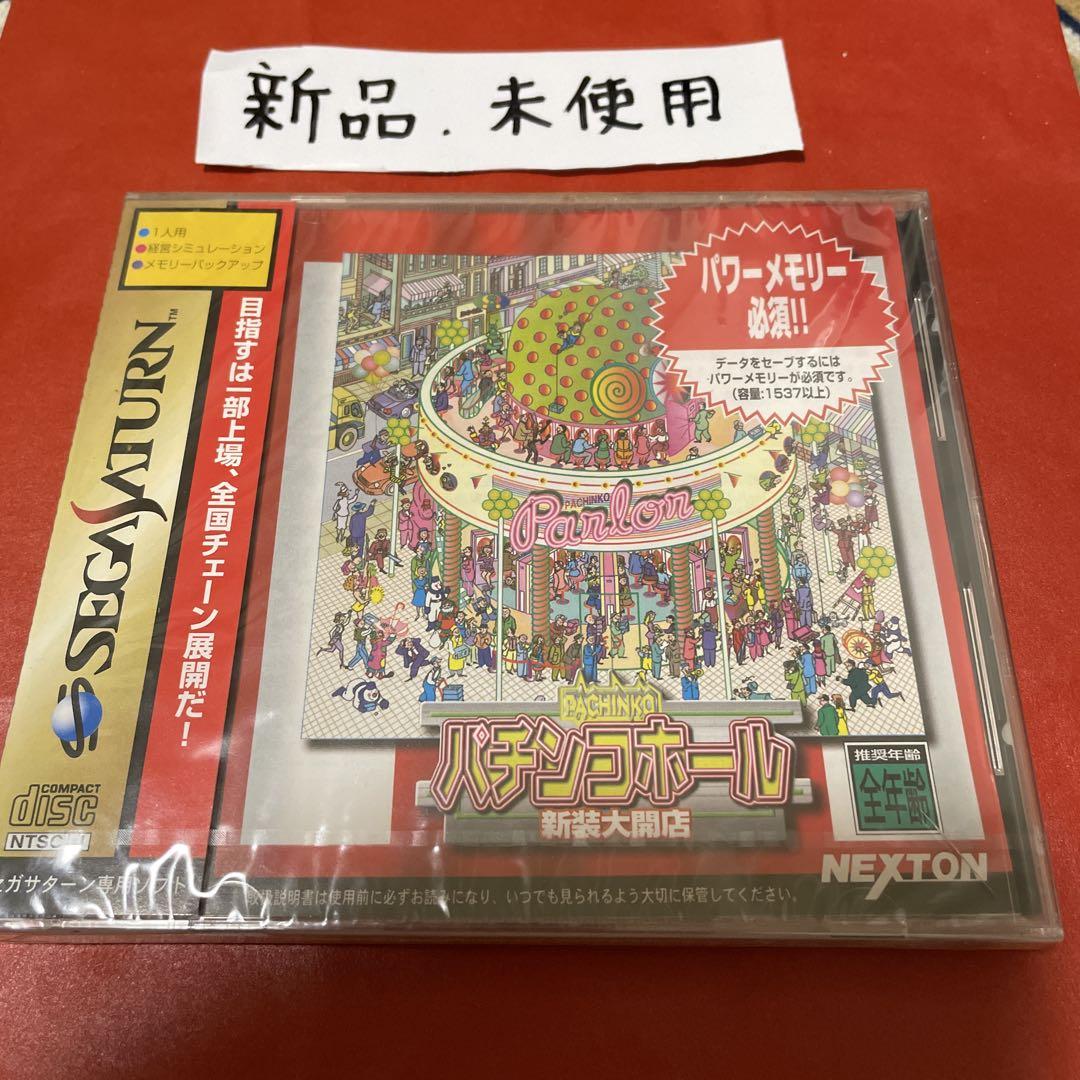 新品.未使用
●1人用
●経営シミュレーション
●メモリーバックアップ
SEGA SATURN™
目指すは一部上場、全国チェーン展開だ!
パワーメモリー
必須!!
データをセーブするには
パワーメモリーが必須です。
(容量:1537以上)
PACHINKO
Parlor
PACHINKO
パチンコホール
新装大開店
推奨年齢
全年齢
COMPACT
disc
NEXTON
セガサターン専用ソフト
取扱説明書は使用前に必ずお読みになり、いつでも見られるよう大切に保管してください。